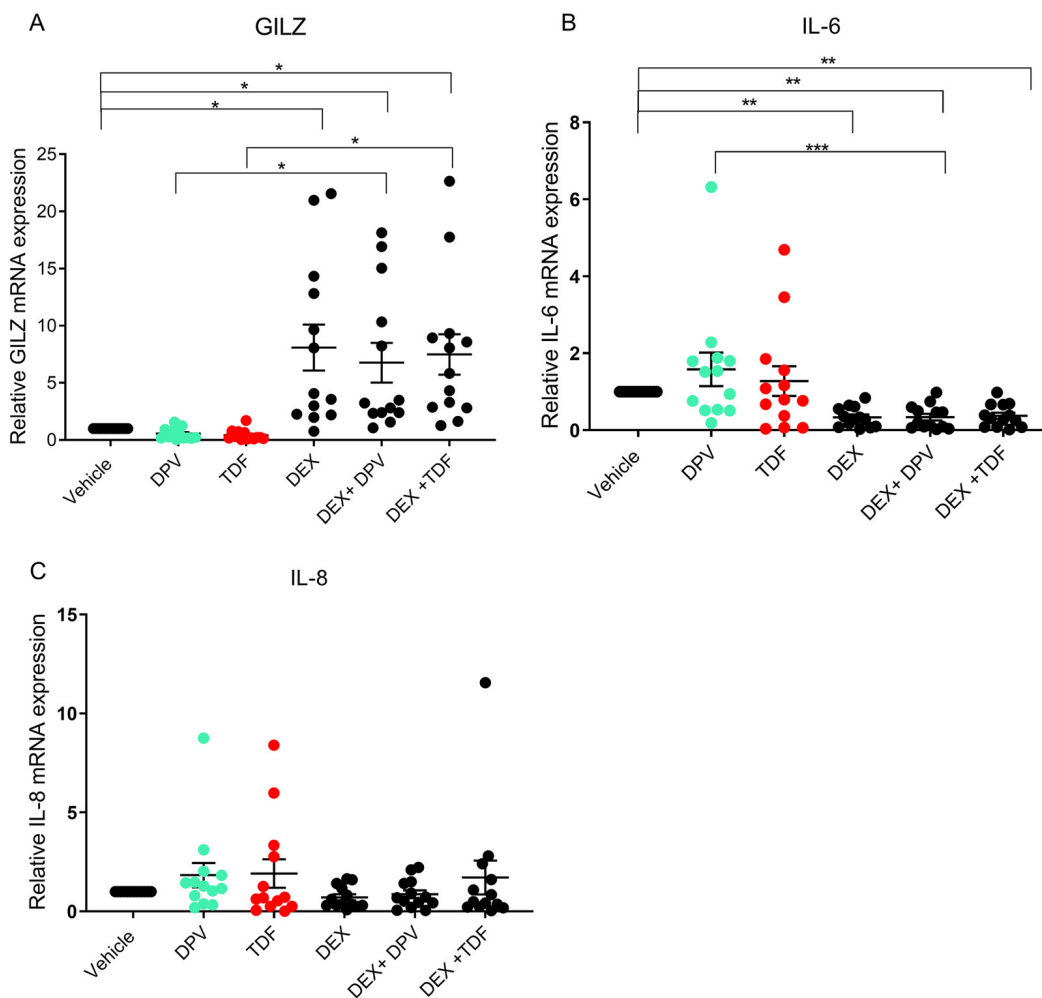 A
GILZ
*
*
*
*
*
Relative GILZ mRNA expression
25
20
15
10
5
0
Vehicle
DPV
TDF
DEX
DEX+ DPV
DEX +TDF
B
IL-6
**
**
**
***
Relative IL-6 mRNA expression
8
6
4
2
0
Vehicle
DPV
TDF
DEX
DEX+ DPV
DEX +TDF
C
IL-8
Relative IL-8 mRNA expression
15
10
5
0
Vehicle
DPV
TDF
DEX
DEX+ DPV
DEX +TDF